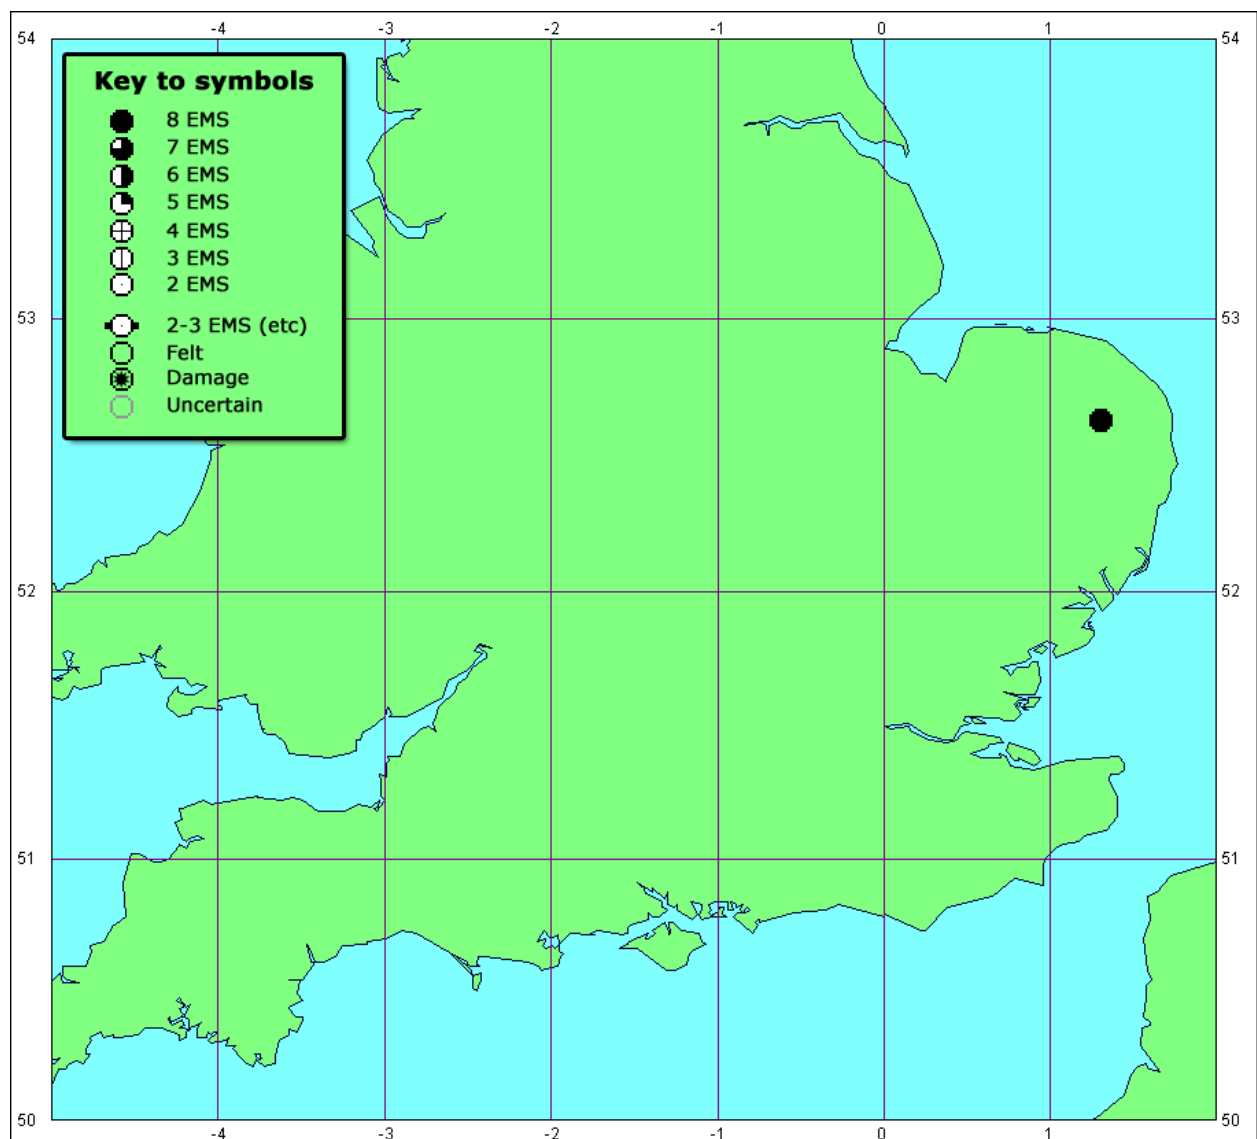 -4 -3 -2 -1 0 1
54 54
Key to symbols
8 EMS
7 EMS
6 EMS
5 EMS
4 EMS
3 EMS
2 EMS
2-3 EMS (etc)
Felt
Damage
Uncertain
53 53
52 52
51 51
50 50
-4 -3 -2 -1 0 1